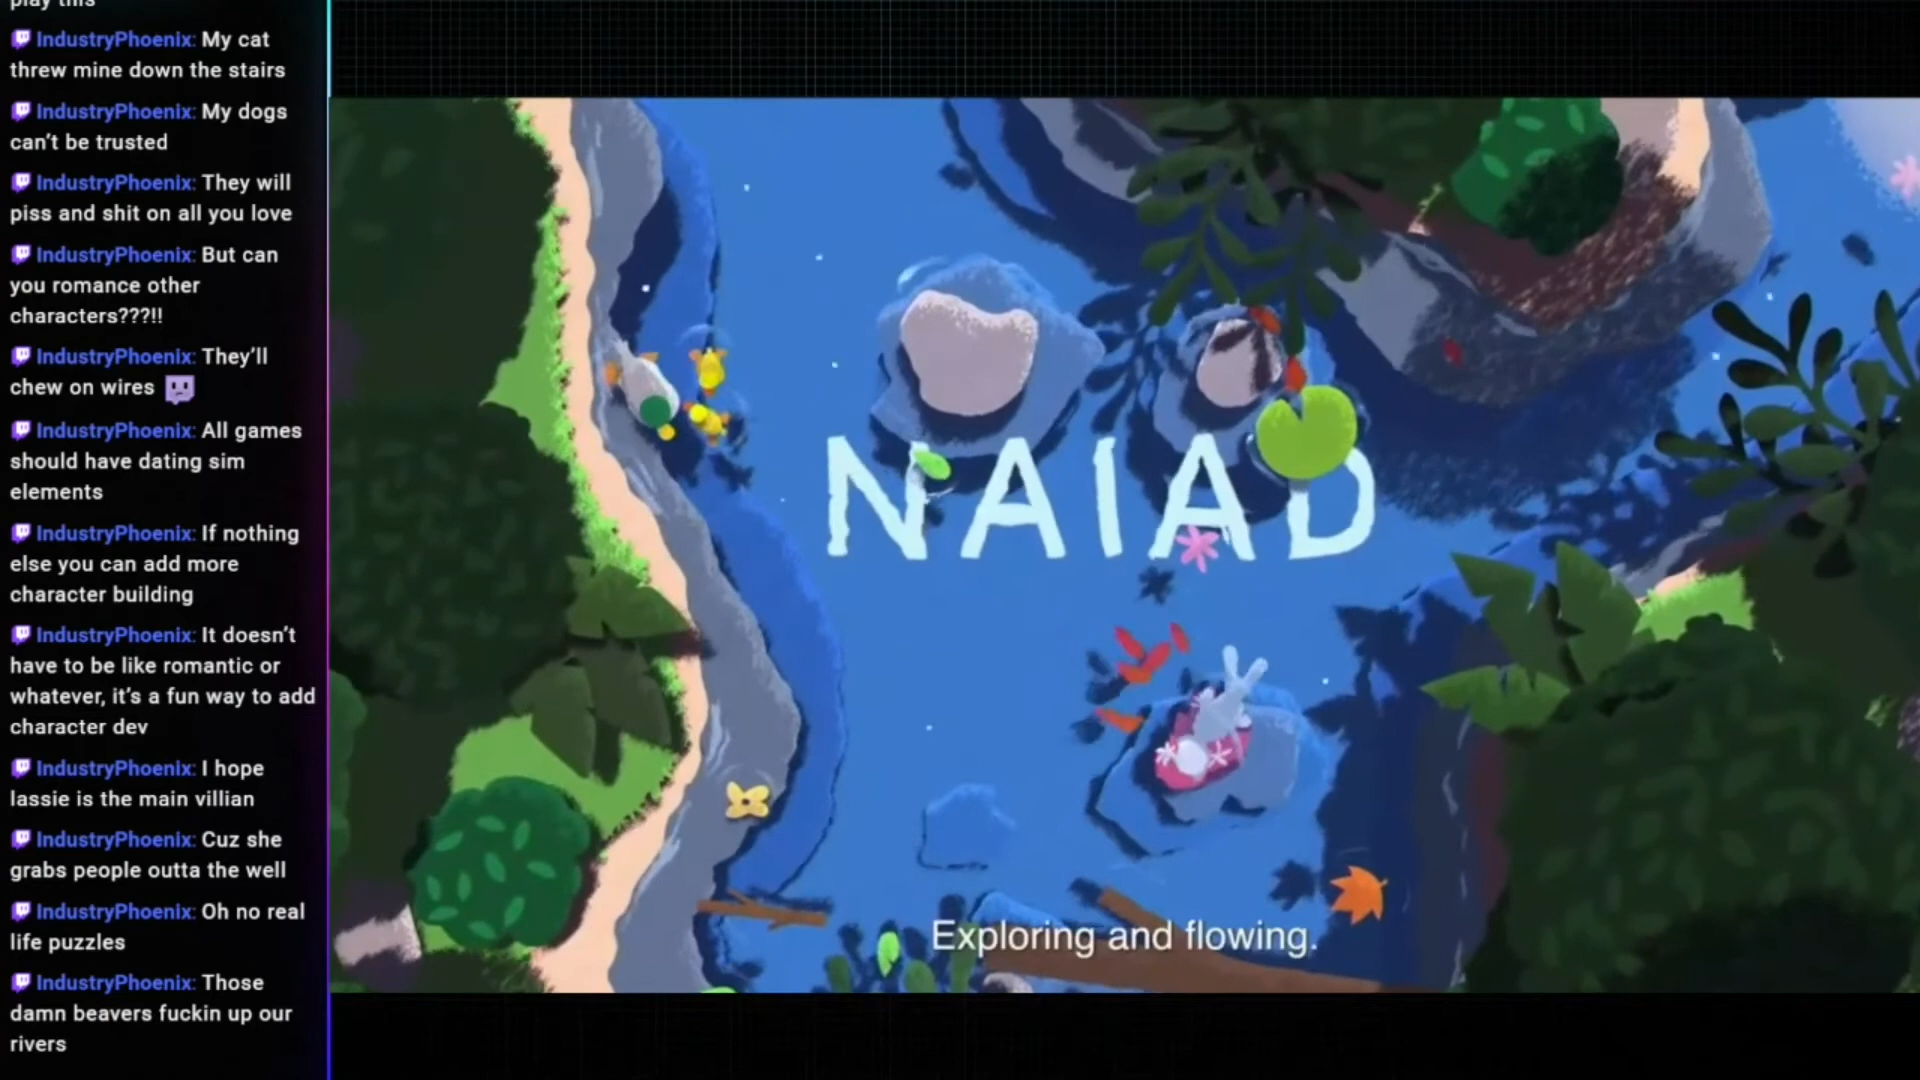 play this
IndustryPhoenix: My cat
threw mine down the stairs
IndustryPhoenix: My dogs
can't be trusted
IndustryPhoenix: They will
piss and shit on all you love
IndustryPhoenix: But can
you romance other
characters???!!
IndustryPhoenix: They'll
chew on wires
IndustryPhoenix: All games
should have dating sim
elements
IndustryPhoenix: If nothing
else you can add more
character building
IndustryPhoenix: It doesn't
have to be like romantic or
whatever, it's a fun way to add
character dev
IndustryPhoenix: I hope
lassie is the main villian
IndustryPhoenix: Cuz she
grabs people outta the well
IndustryPhoenix: Oh no real
life puzzles
IndustryPhoenix: Those
damn beavers fuckin up our
rivers
NAIAD
Exploring and flowing.